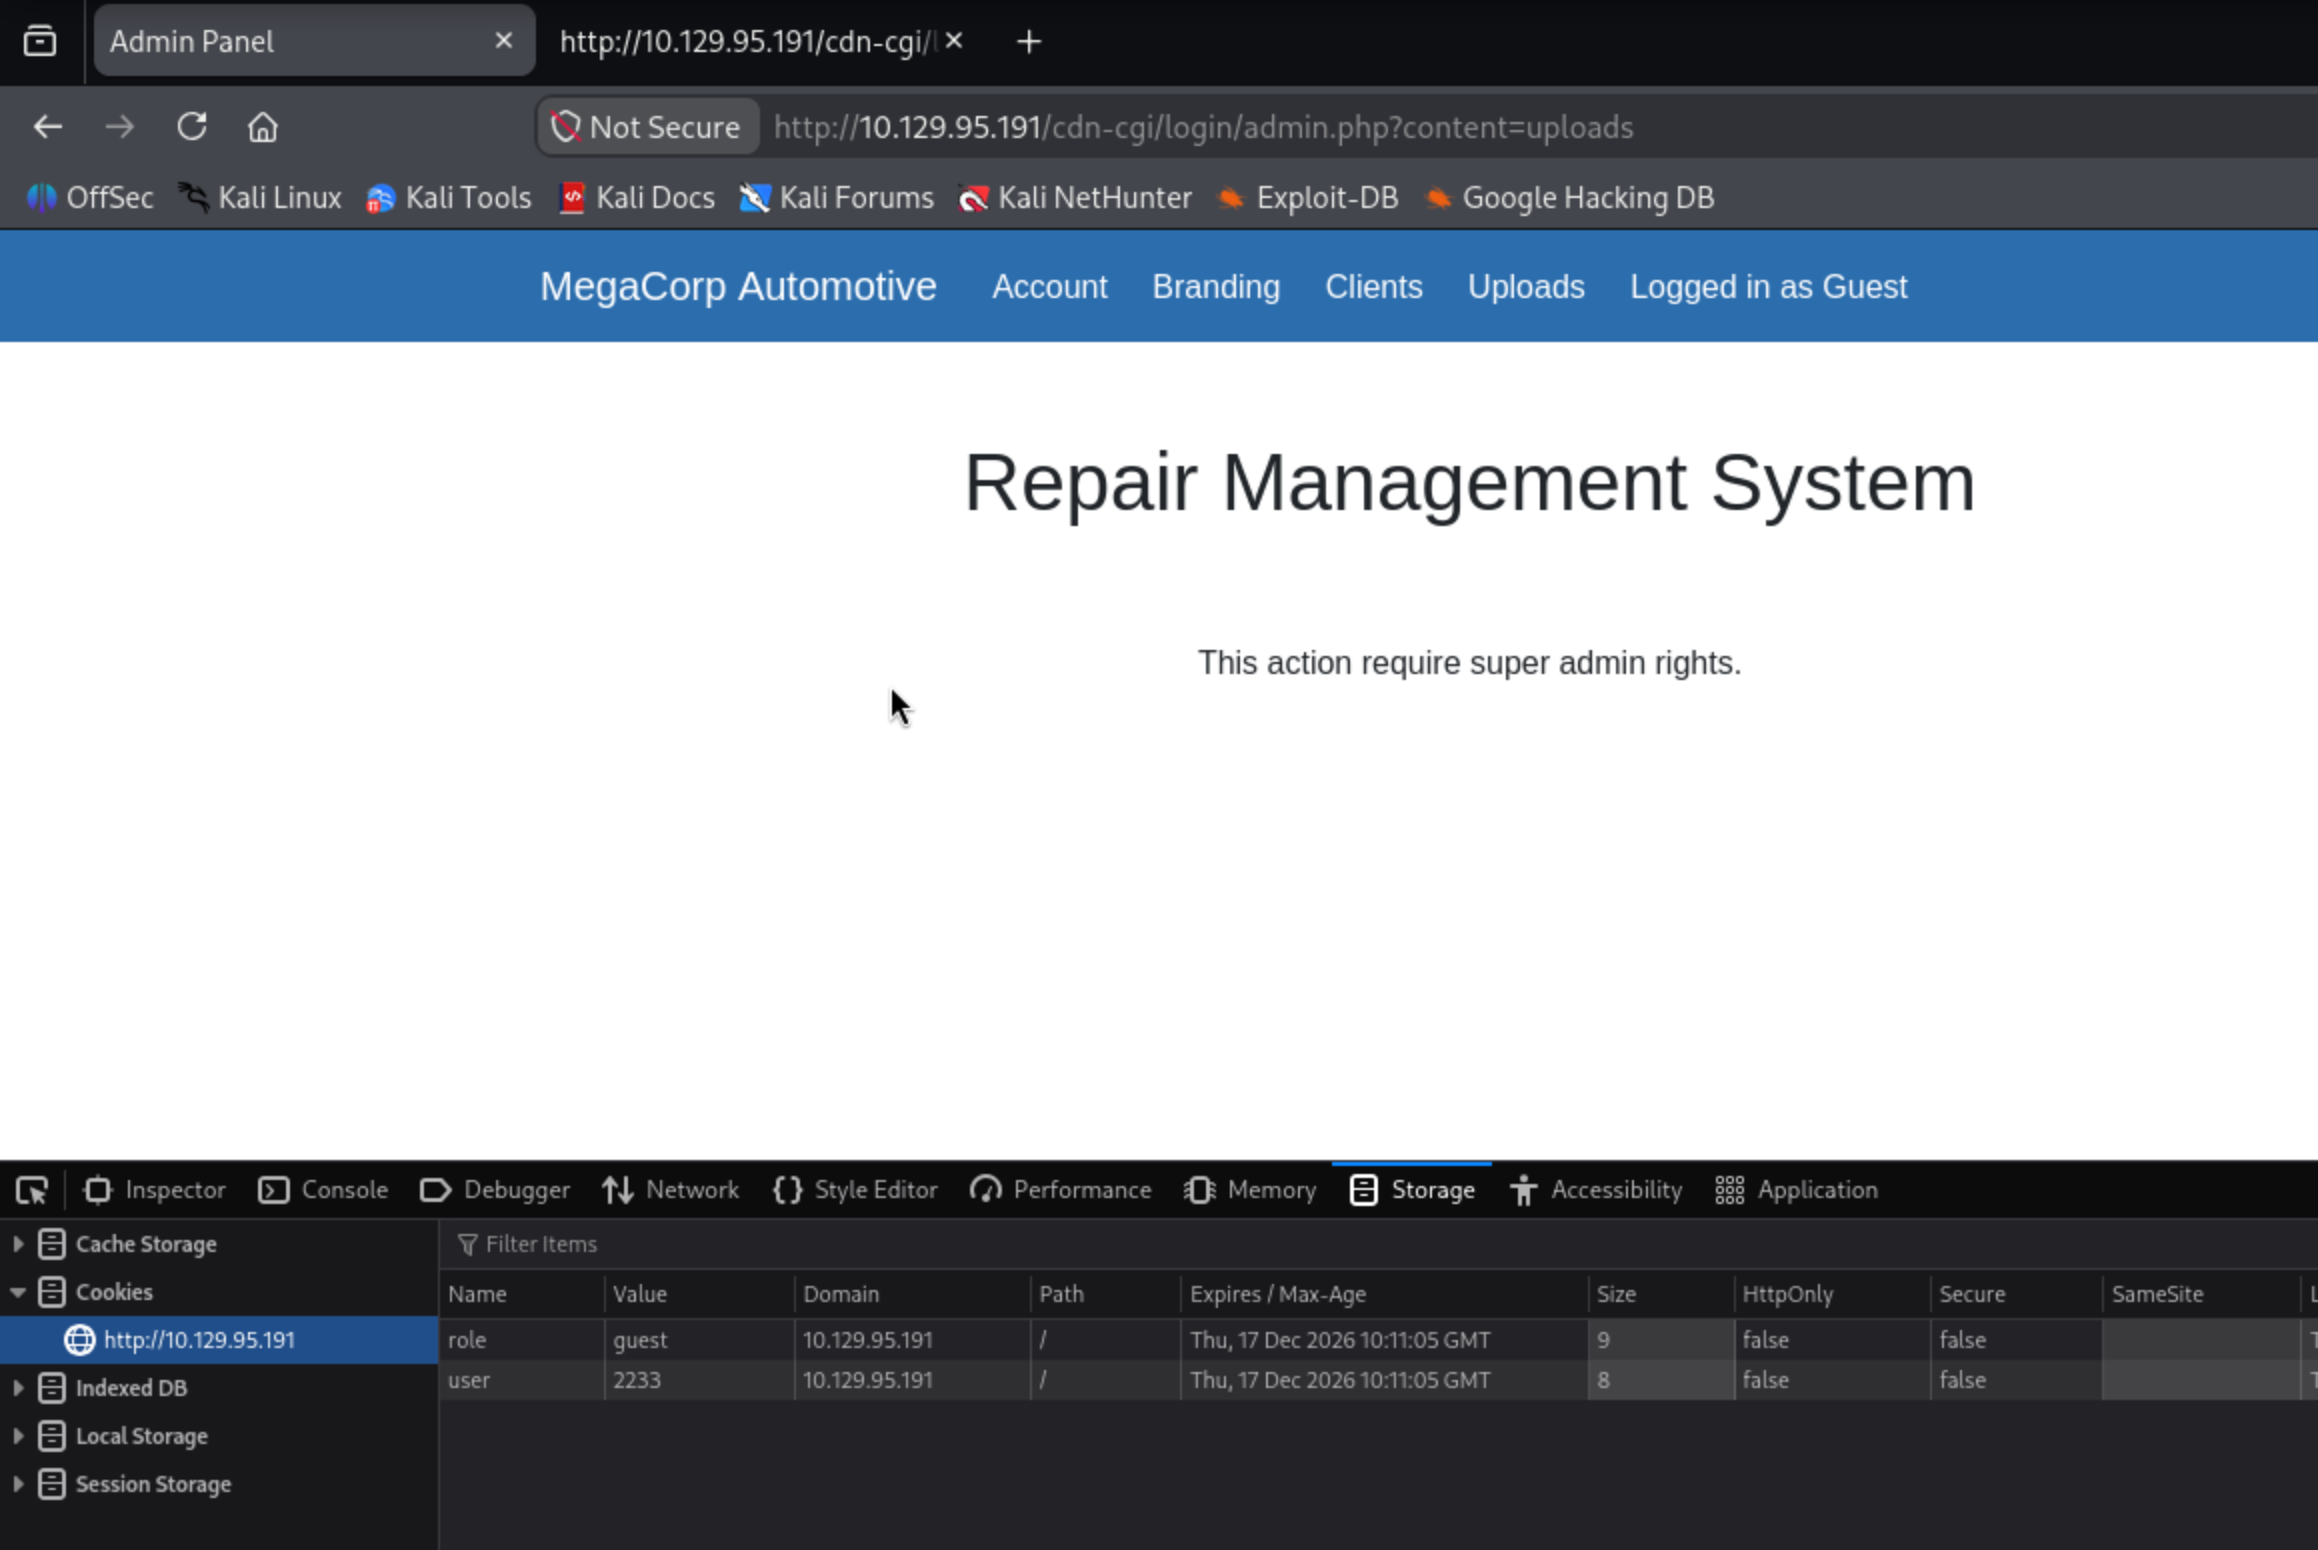 Admin Panel
http://10.129.95.191/cdn-cgi/
Not Secure http://10.129.95.191/cdn-cgi/login/admin.php?content=uploads
OffSec Kali Linux Kali Tools Kali Docs Kali Forums Kali NetHunter Exploit-DB Google Hacking DB
MegaCorp Automotive Account Branding Clients Uploads Logged in as Guest
Repair Management System
This action require super admin rights.
Inspector Console Debugger Network Style Editor Performance Memory Storage Accessibility Application
Cache Storage
Cookies
http://10.129.95.191
Indexed DB
Local Storage
Session Storage
Filter Items
Name Value Domain Path Expires / Max-Age Size HttpOnly Secure SameSite
role guest 10.129.95.191 / Thu, 17 Dec 2026 10:11:05 GMT 9 false false
user 2233 10.129.95.191 / Thu, 17 Dec 2026 10:11:05 GMT 8 false false